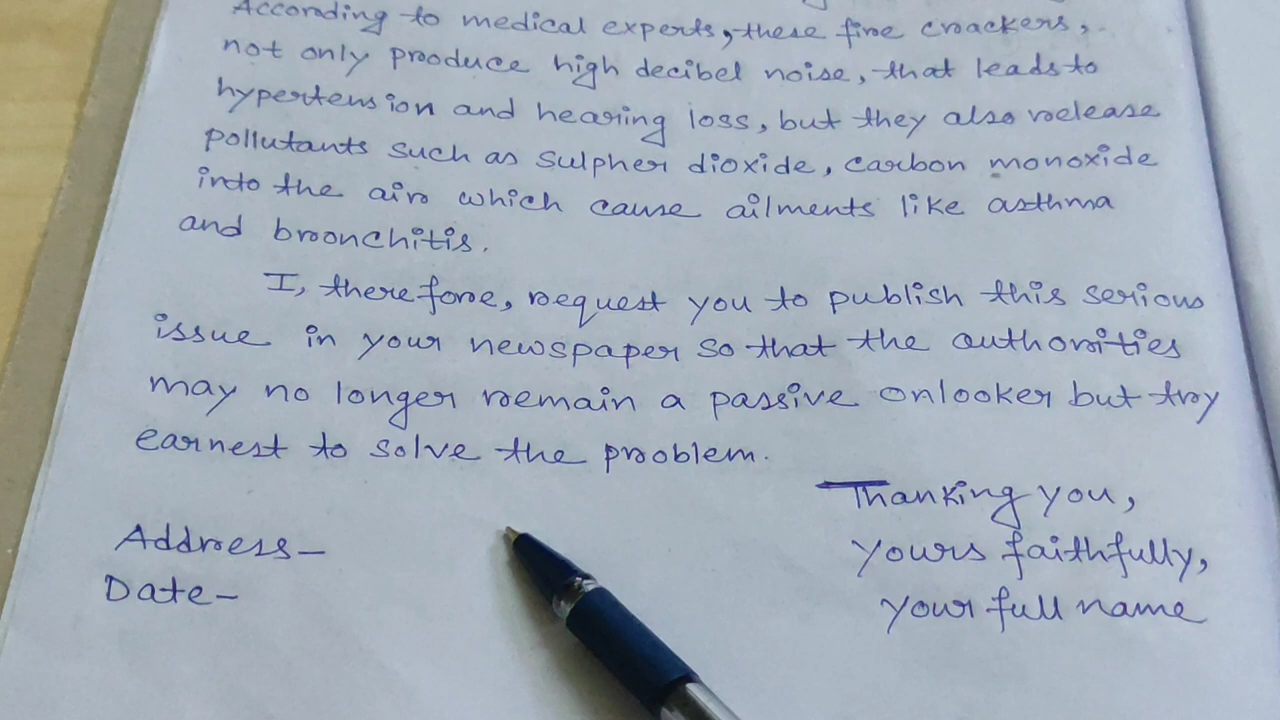 According to medical experts, these fire crackers,
not only produce high decibel noise, that leads to
hypertension and hearing loss, but they also release
pollutants such as sulpher dioxide, carbon monoxide
into the air which cause ailments like asthma
and bronchitis.
I, therefore, request you to publish this serious
issue in your newspaper so that the authorities
may no longer remain a passive onlooker but try
earnest to solve the problem.
Thanking you,
Address- Yours faithfully,
Date- Your full name